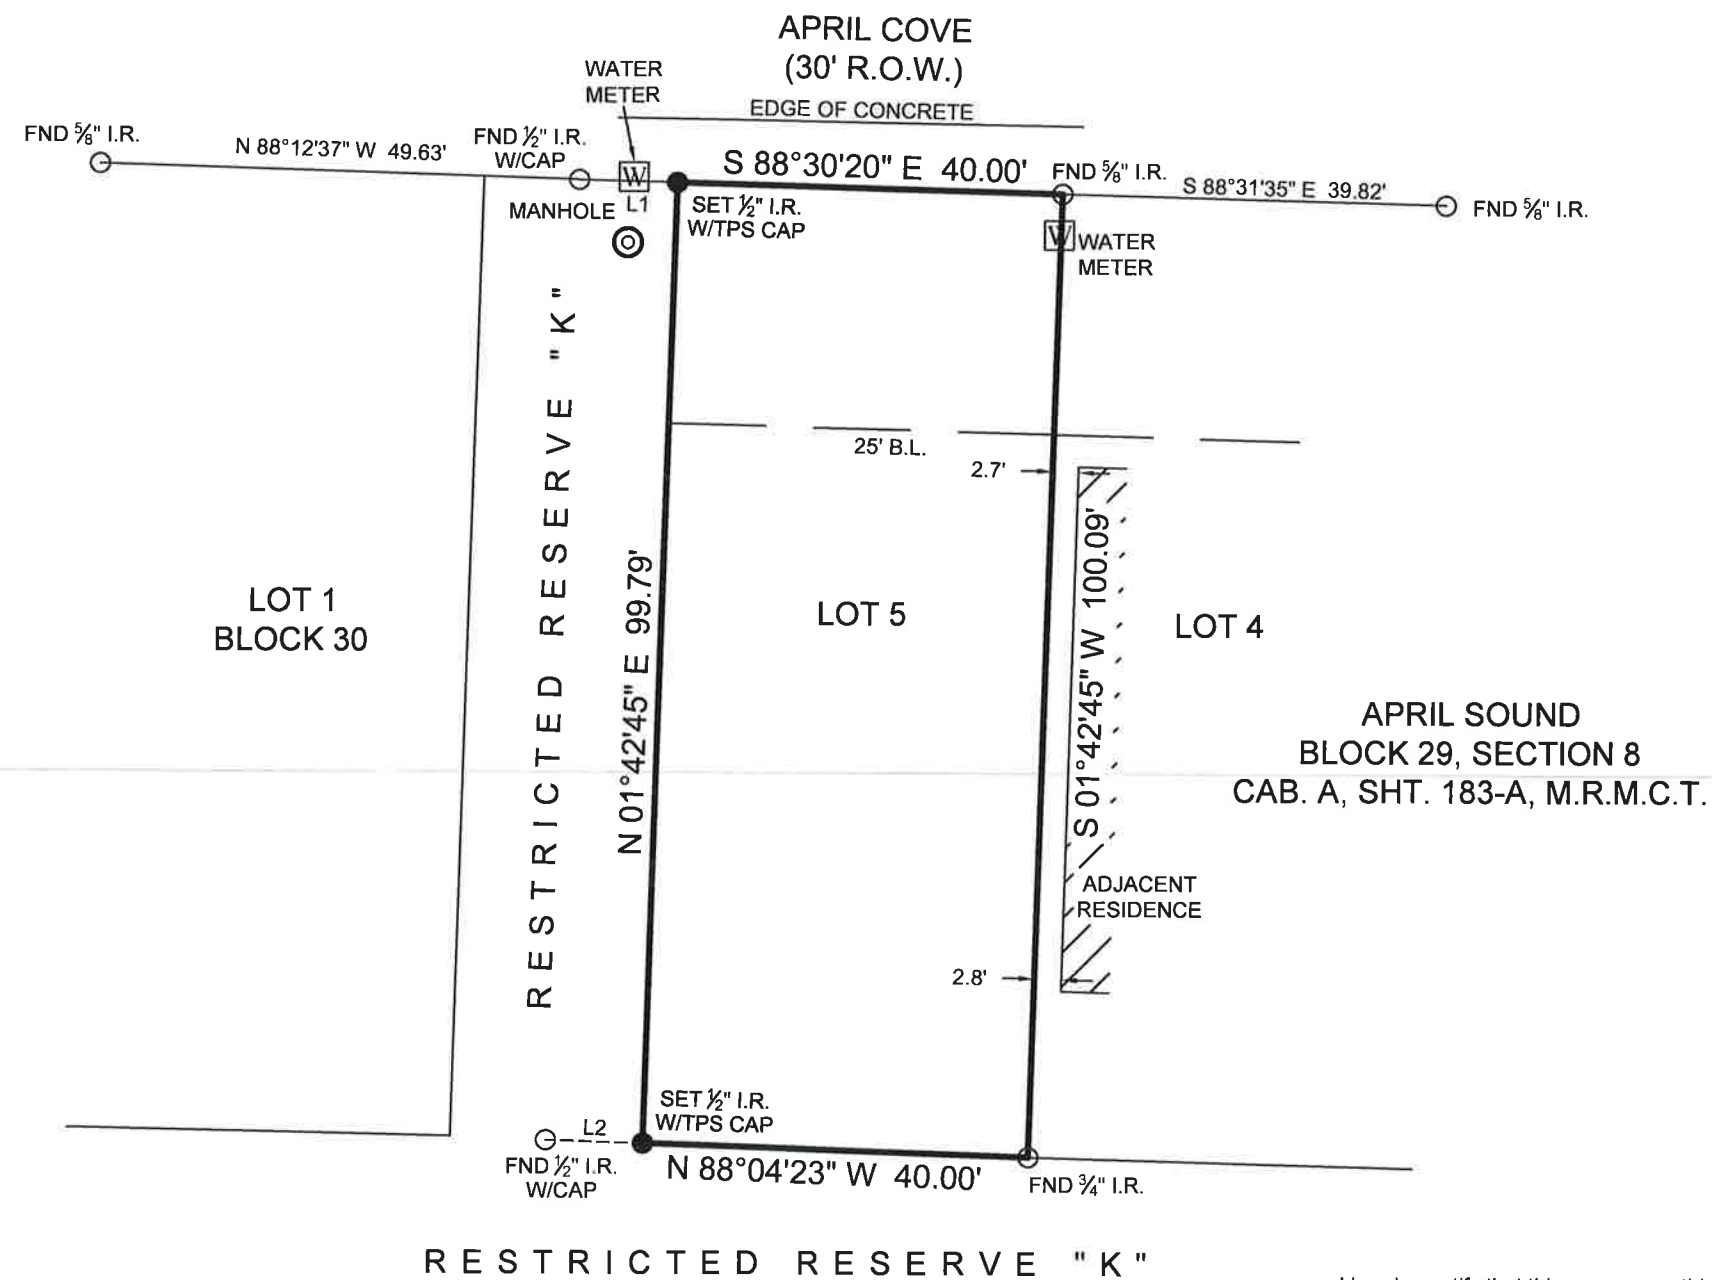 APRIL COVE
(30' R.O.W.)
WATER
METER
EDGE OF CONCRETE
FND ⅝" I.R.
N 88°12'37" W 49.63'
FND ½" I.R.
W/CAP
W
S 88°30'20" E 40.00'
FND ⅝" I.R.
S 88°31'35" E 39.82'
FND ⅝" I.R.
MANHOLE
L1
SET ½" I.R.
W/TPS CAP
W
WATER
METER
RESTRICTED RESERVE "K"
25' B.L.
2.7'
N 01°42'45" E 99.79'
S 01°42'45" W 100.09'
LOT 1
BLOCK 30
LOT 5
LOT 4
APRIL SOUND
BLOCK 29, SECTION 8
CAB. A, SHT. 183-A, M.R.M.C.T.
ADJACENT
RESIDENCE
2.8'
SET ½" I.R.
W/TPS CAP
L2
FND ½" I.R.
W/CAP
N 88°04'23" W 40.00'
FND ¾" I.R.
RESTRICTED RESERVE "K"